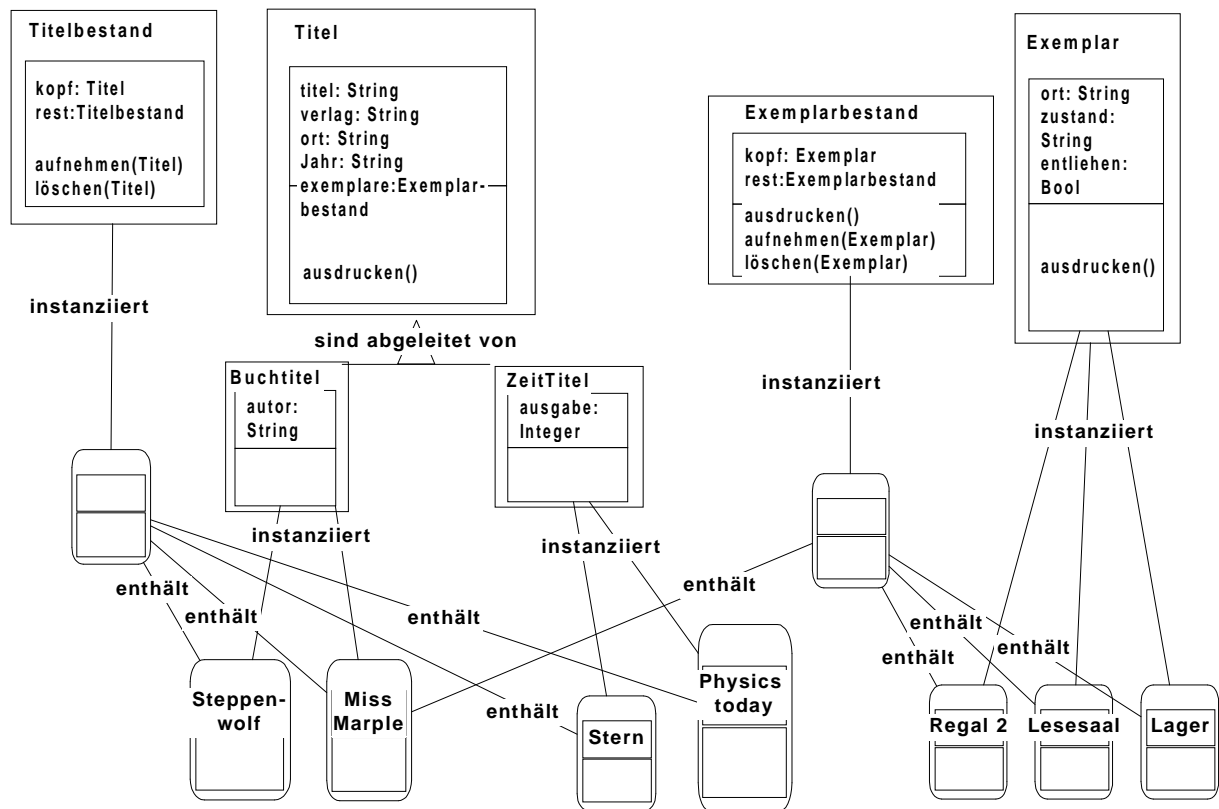 Titelbestand
kopf: Titel
rest:Titelbestand
aufnehmen(Titel)
löschen(Titel)
Titel
titel: String
verlag: String
ort: String
Jahr: String
exemplare:Exemplar-
bestand
ausdrucken()
Exemplarbestand
kopf: Exemplar
rest:Exemplarbestand
ausdrucken()
aufnehmen(Exemplar)
löschen(Exemplar)
Exemplar
ort: String
zustand:
String
entliehen:
Bool
ausdrucken()
instanziiert
sind abgeleitet von
Buchtitel
autor:
String
ZeitTitel
ausgabe:
Integer
instanziiert
instanziiert
instanziiert
instanziiert
enthält
enthält
enthält
enthält
enthält
enthält
enthält
enthält
Steppen-
wolf
Miss
Marple
Stern
Physics
today
Regal 2
Lesesaal
Lager